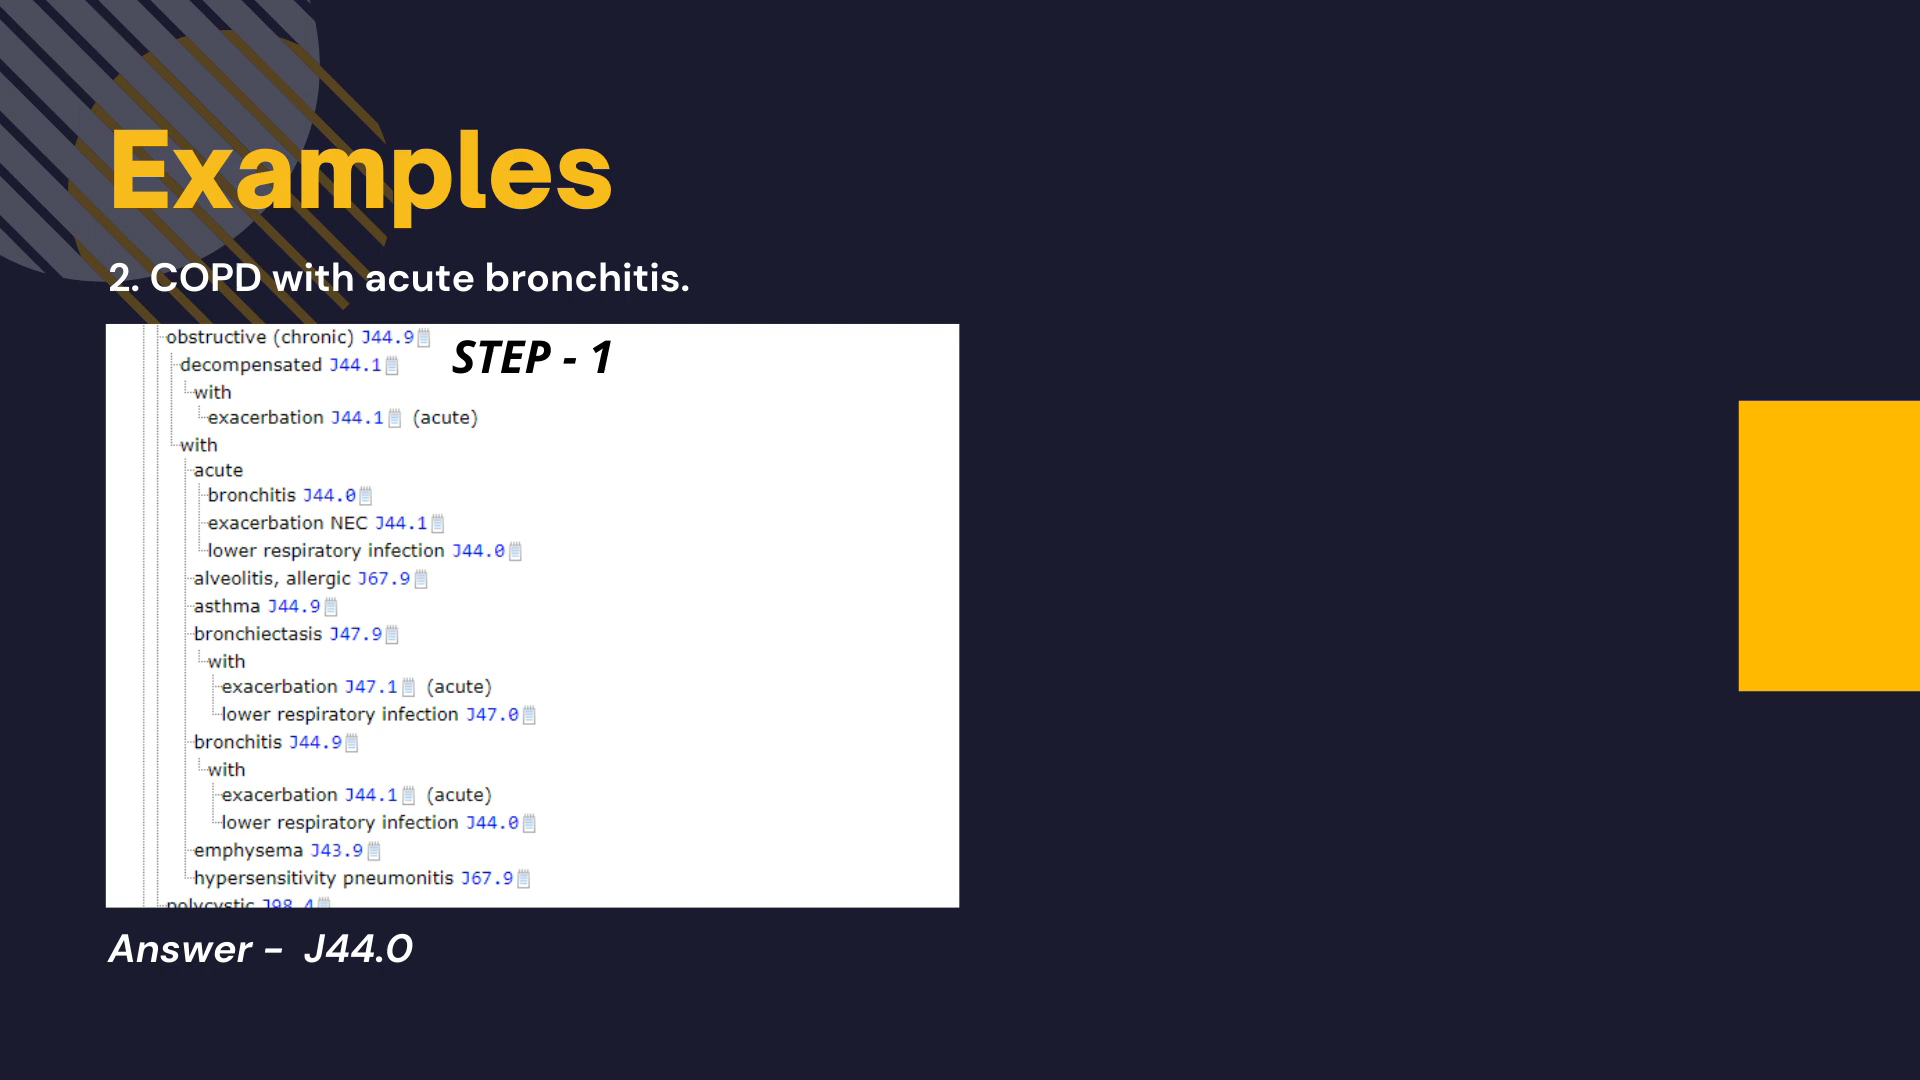 Examples
2. COPD with acute bronchitis.
obstructive (chronic) J44.9
STEP - 1
decompensated J44.1
with
exacerbation J44.1 (acute)
with
acute
bronchitis J44.0
exacerbation NEC J44.1
lower respiratory infection J44.0
alveolitis, allergic J67.9
asthma J44.9
bronchiectasis J47.9
with
exacerbation J47.1 (acute)
lower respiratory infection J47.0
bronchitis J44.9
with
exacerbation J44.1 (acute)
lower respiratory infection J44.0
emphysema J43.9
hypersensitivity pneumonitis J67.9
polycystic J98.4
Answer - J44.0